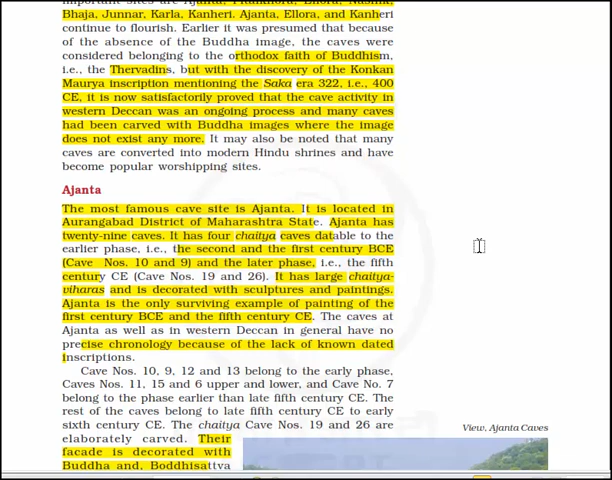 Bhaja, Junnar, Karla, Kanheri. Ajanta, Ellora, and Kanheri
continue to flourish. Earlier it was presumed that because
of the absence of the Buddha image, the caves were
considered belonging to the orthodox faith of Buddhism,
i.e., the Thervadins, but with the discovery of the Konkan
Maurya inscription mentioning the Saka era 322, i.e., 400
CE, it is now satisfactorily proved that the cave activity in
western Deccan was an ongoing process and many caves
had been carved with Buddha images where the image
does not exist any more. It may also be noted that many
caves are converted into modern Hindu shrines and have
become popular worshipping sites.
Ajanta
The most famous cave site is Ajanta. It is located in
Aurangabad District of Maharashtra State. Ajanta has
twenty-nine caves. It has four chaitya caves datable to the
earlier phase, i.e., the second and the first century BCE
(Cave Nos. 10 and 9) and the later phase, i.e., the fifth
century CE (Cave Nos. 19 and 26). It has large chaitya-
viharas and is decorated with sculptures and paintings.
Ajanta is the only surviving example of painting of the
first century BCE and the fifth century CE. The caves at
Ajanta as well as in western Deccan in general have no
precise chronology because of the lack of known dated
inscriptions.
Cave Nos. 10, 9, 12 and 13 belong to the early phase,
Caves Nos. 11, 15 and 6 upper and lower, and Cave No. 7
belong to the phase earlier than late fifth century CE. The
rest of the caves belong to late fifth century CE to early
sixth century CE. The chaitya Cave Nos. 19 and 26 are
elaborately carved. Their
facade is decorated with
Buddha and, Boddhisattva
View, Ajanta Caves